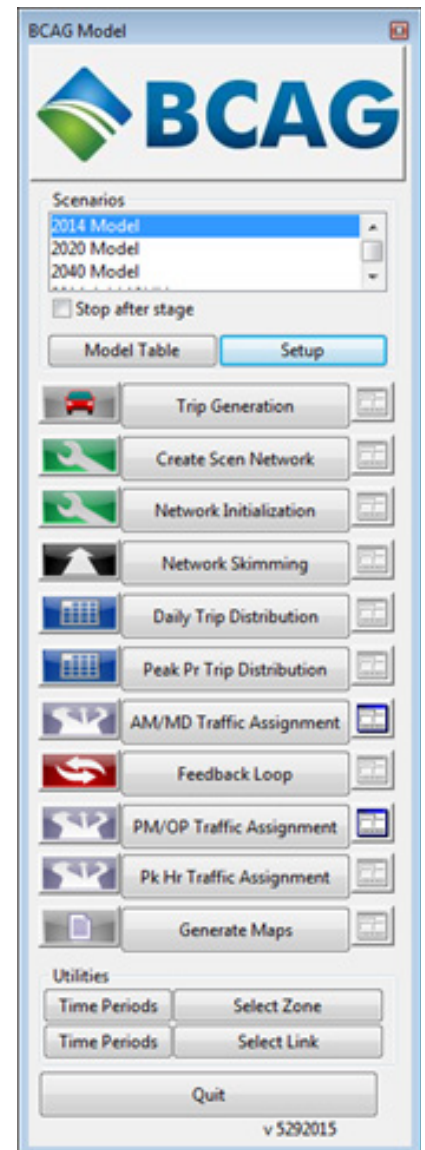 BCAG Model
BCAG
Scenarios
2014 Model
2020 Model
2040 Model
Stop after stage
Model Table Setup
Trip Generation
Create Scen Network
Network Initialization
Network Skimming
Daily Trip Distribution
Peak Pr Trip Distribution
AM/MD Traffic Assignment
Feedback Loop
PM/OP Traffic Assignment
Pk Hr Traffic Assignment
Generate Maps
Utilities
Time Periods Select Zone
Time Periods Select Link
Quit
v 5292015